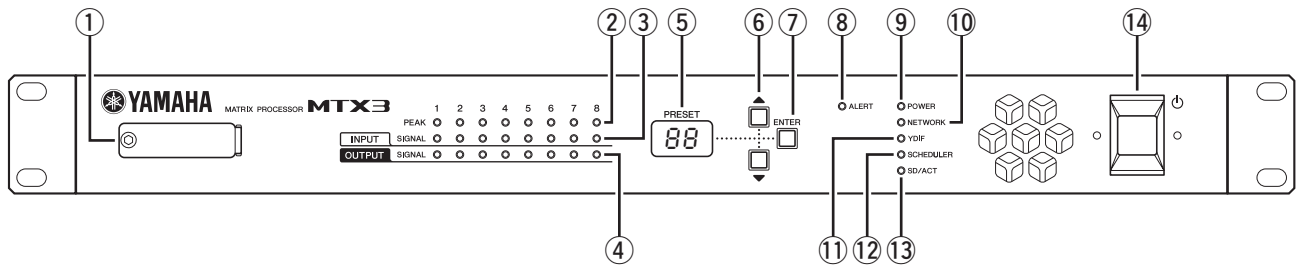 ① ② ③ ⑤ ⑥ ⑦ ⑧ ⑨ ⑩ ⑭
YAMAHA MATRIX PROCESSOR MTX3
1 2 3 4 5 6 7 8
PEAK
INPUT SIGNAL
OUTPUT SIGNAL
PRESET
88
ENTER
ALERT
POWER
NETWORK
YDIF
SCHEDULER
SD/ACT
④ ⑪ ⑫ ⑬